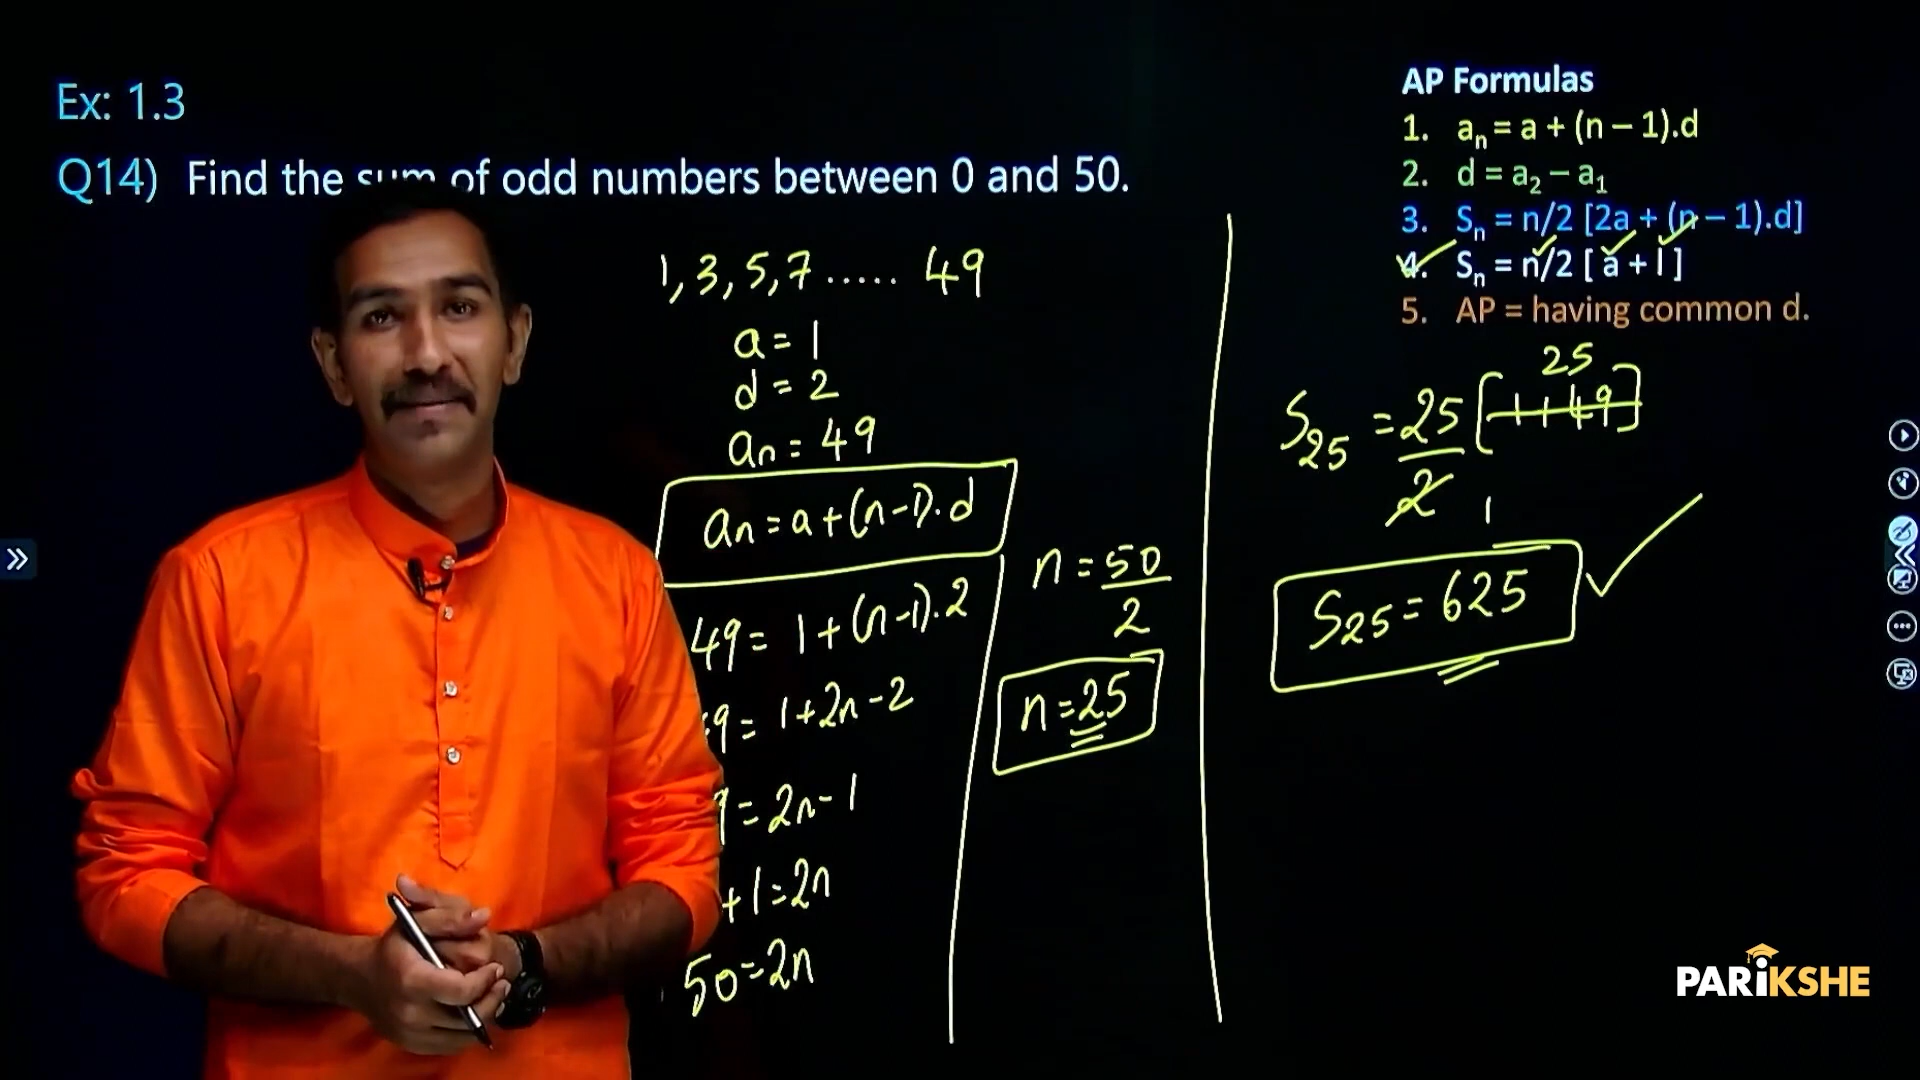 Ex: 1.3
Q14) Find the sum of odd numbers between 0 and 50.
1, 3, 5, 7 ..... 49
a = 1
d = 2
an = 49
an = a + (n-1). d
49 = 1 + (n-1). 2
9 = 1 + 2n - 2
9 = 2n - 1
+ 1 = 2n
50 = 2n
n = 50/2
n = 25
AP Formulas
1. an = a + (n – 1).d
2. d = a2 – a1
3. Sn = n/2 [2a + (n – 1).d]
4. Sn = n/2 [ a + l ]
5. AP = having common d.
25
S25 = 25/2 [1 + 49]
1
S25 = 625
PARiKSHE